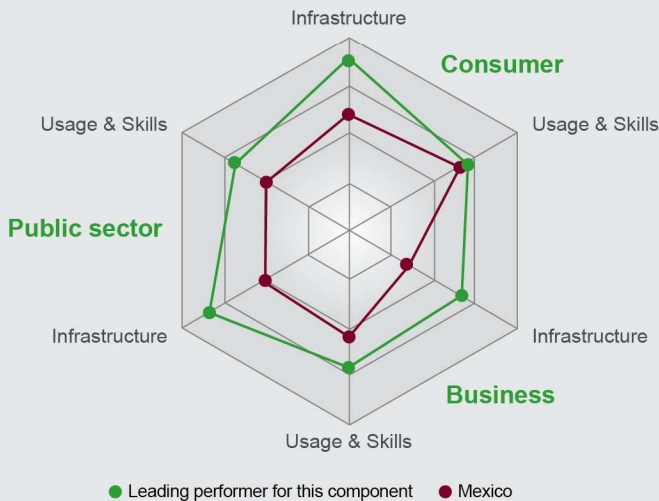 Infrastructure
Consumer
Usage & Skills
Usage & Skills
Public sector
Infrastructure
Infrastructure
Business
Usage & Skills
Leading performer for this component
Mexico